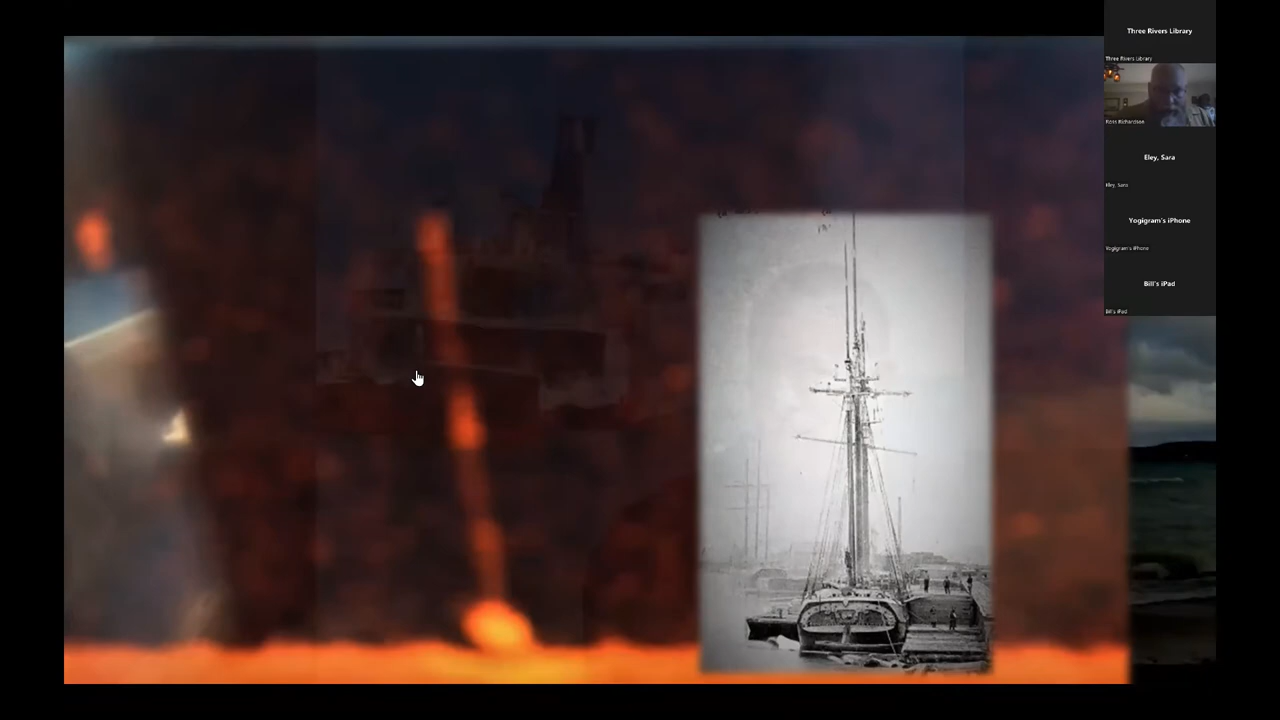 Three Rivers Library
Three Rivers Library
Ross Richardson
Eley, Sara
Eley, Sara
Yogigram's iPhone
Yogigram's iPhone
Bill's iPad
Bill's iPad